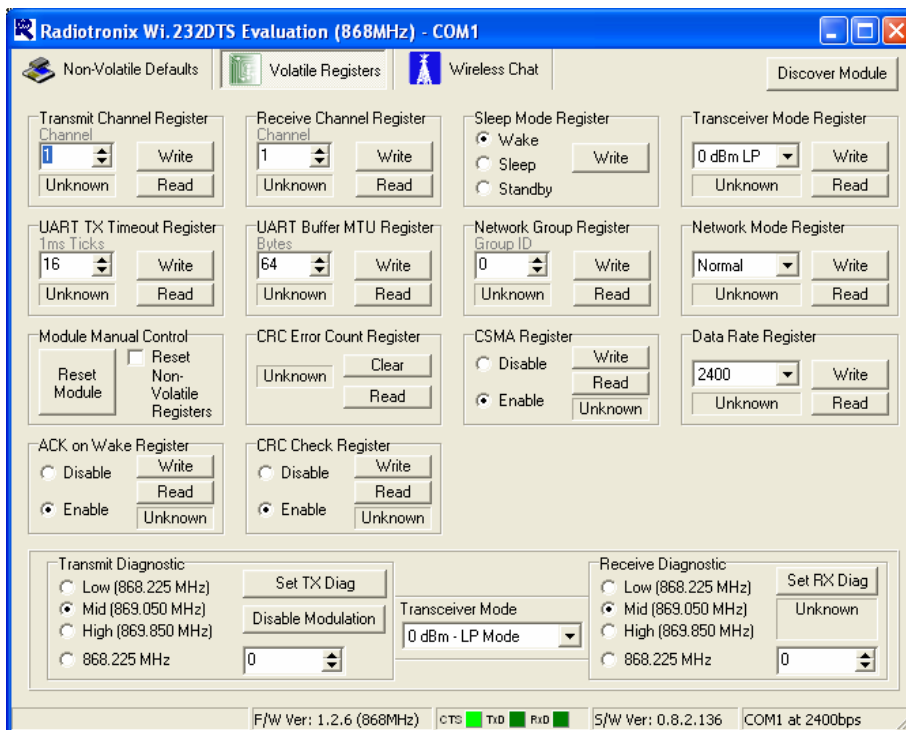 Radiotronix Wi.232DTS Evaluation (868MHz) - COM1
Non-Volatile Defaults
Volatile Registers
Wireless Chat
Discover Module
Transmit Channel Register
Channel
1
Write
Unknown
Read
Receive Channel Register
Channel
1
Write
Unknown
Read
Sleep Mode Register
Wake
Sleep
Standby
Write
Transceiver Mode Register
0 dBm LP
Write
Unknown
Read
UART TX Timeout Register
1ms Ticks
16
Write
Unknown
Read
UART Buffer MTU Register
Bytes
64
Write
Unknown
Read
Network Group Register
Group ID
0
Write
Unknown
Read
Network Mode Register
Normal
Write
Unknown
Read
Module Manual Control
Reset
Module
Reset
Non-
Volatile
Registers
CRC Error Count Register
Unknown
Clear
Read
CSMA Register
Disable
Enable
Write
Read
Unknown
Data Rate Register
2400
Write
Unknown
Read
ACK on Wake Register
Disable
Enable
Write
Read
Unknown
CRC Check Register
Disable
Enable
Write
Read
Unknown
Transmit Diagnostic
Low (868.225 MHz)
Mid (869.050 MHz)
High (869.850 MHz)
868.225 MHz
Set TX Diag
Disable Modulation
0
Transceiver Mode
0 dBm - LP Mode
Receive Diagnostic
Low (868.225 MHz)
Mid (869.050 MHz)
High (869.850 MHz)
868.225 MHz
Set RX Diag
Unknown
0
F/W Ver: 1.2.6 (868MHz)
CTS TxD RxD
S/W Ver: 0.8.2.136
COM1 at 2400bps